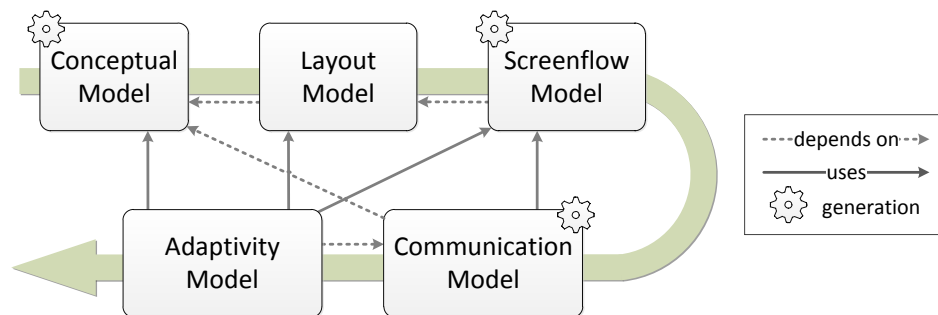 Conceptual
Model
Layout
Model
Screenflow
Model
Adaptivity
Model
Communication
Model
depends on
uses
generation